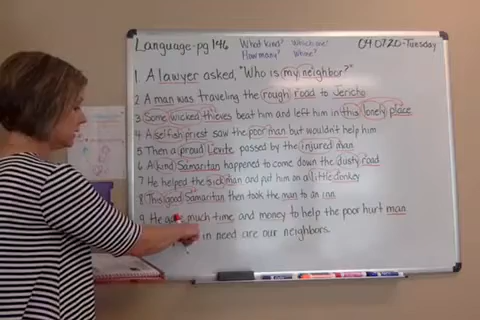 Language-pg 146 What kind? Which one? 04 07 20-Tuesday
How many? Whose?
1. A lawyer asked, "Who is my neighbor?"
2 A man was traveling the rough road to Jericho
3 Some wicked thieves beat him and left him in this lonely place
4 A selfish priest saw the poor man but wouldn't help him
5 Then a proud Levite passed by the injured man
6 A kind Samaritan happened to come down the dusty road
7 He helped the sick man and put him on a little donkey
8 This good Samaritan then took the man to an inn
9 He gave much time and money to help the poor hurt man
in need are our neighbors.